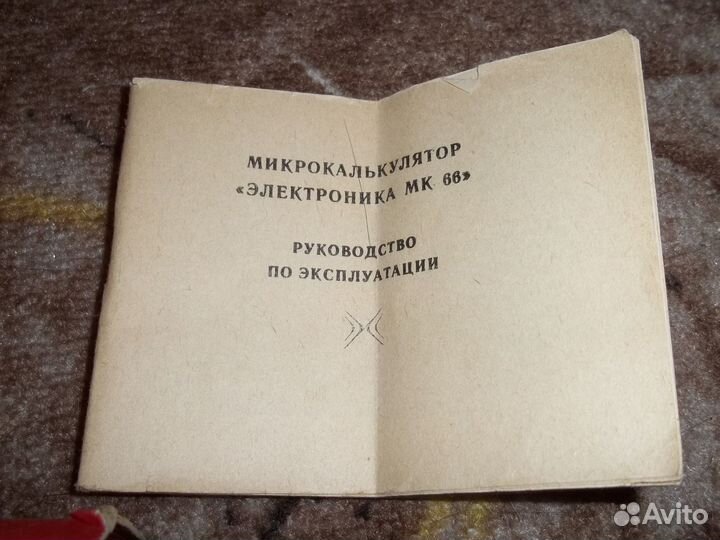 МИКРОКАЛЬКУЛЯТОР
«ЭЛЕКТРОНИКА МК 66»
РУКОВОДСТВО
ПО ЭКСПЛУАТАЦИИ
Avito